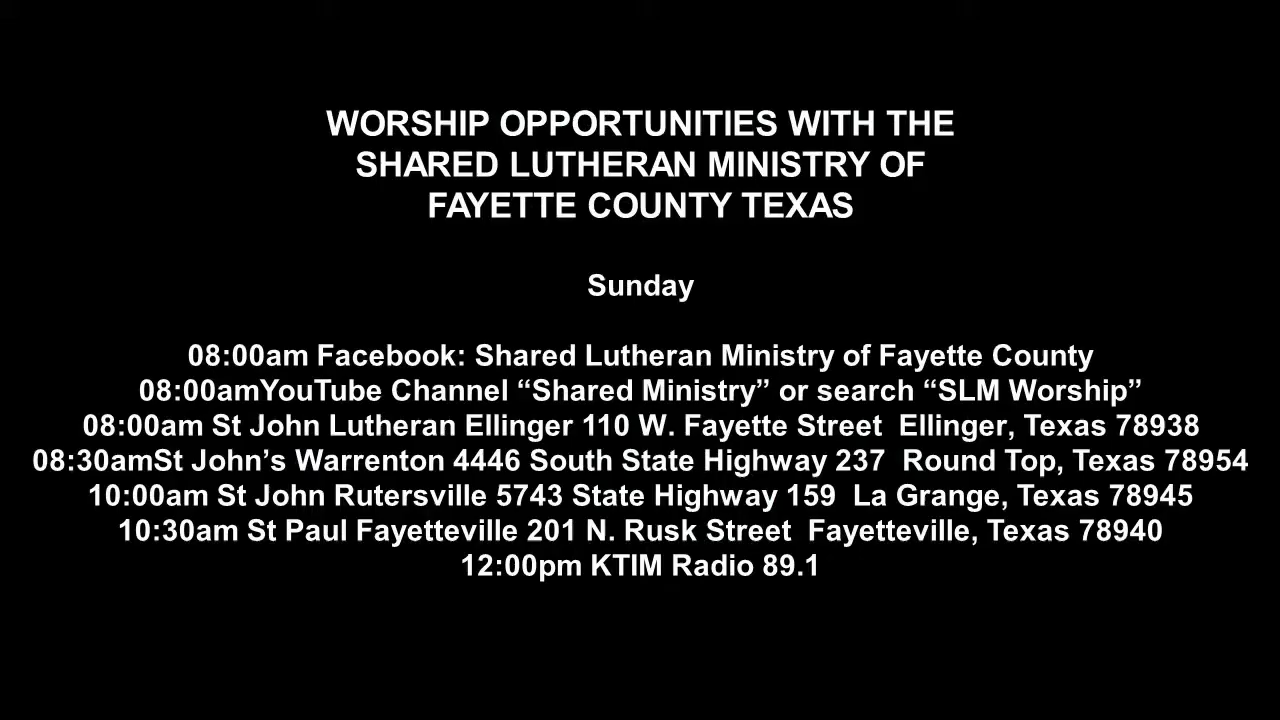 WORSHIP OPPORTUNITIES WITH THE
SHARED LUTHERAN MINISTRY OF
FAYETTE COUNTY TEXAS
Sunday
08:00am Facebook: Shared Lutheran Ministry of Fayette County
08:00amYouTube Channel “Shared Ministry” or search “SLM Worship”
08:00am St John Lutheran Ellinger 110 W. Fayette Street  Ellinger, Texas 78938
08:30amSt John’s Warrenton 4446 South State Highway 237  Round Top, Texas 78954
10:00am St John Rutersville 5743 State Highway 159  La Grange, Texas 78945
10:30am St Paul Fayetteville 201 N. Rusk Street  Fayetteville, Texas 78940
12:00pm KTIM Radio 89.1